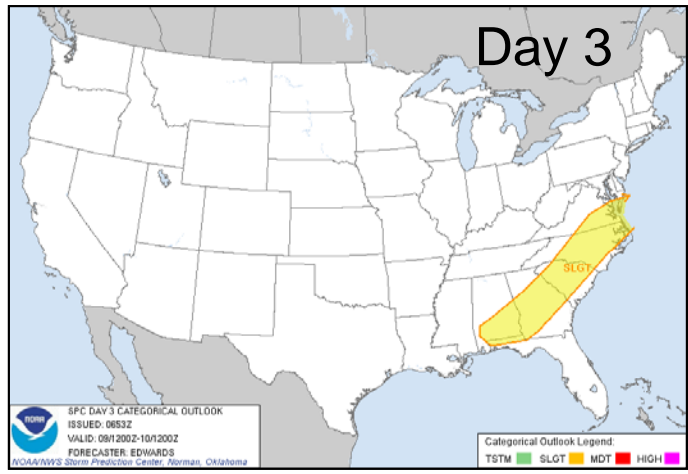 Day 3
SLGT
NOAA
SPC DAY 3 CATEGORICAL OUTLOOK
ISSUED: 0653Z
VALID: 09/1200Z-10/1200Z
FORECASTER: EDWARDS
NOAA/NWS Storm Prediction Center, Norman, Oklahoma
Categorical Outlook Legend:
TSTM SLGT MDT HIGH